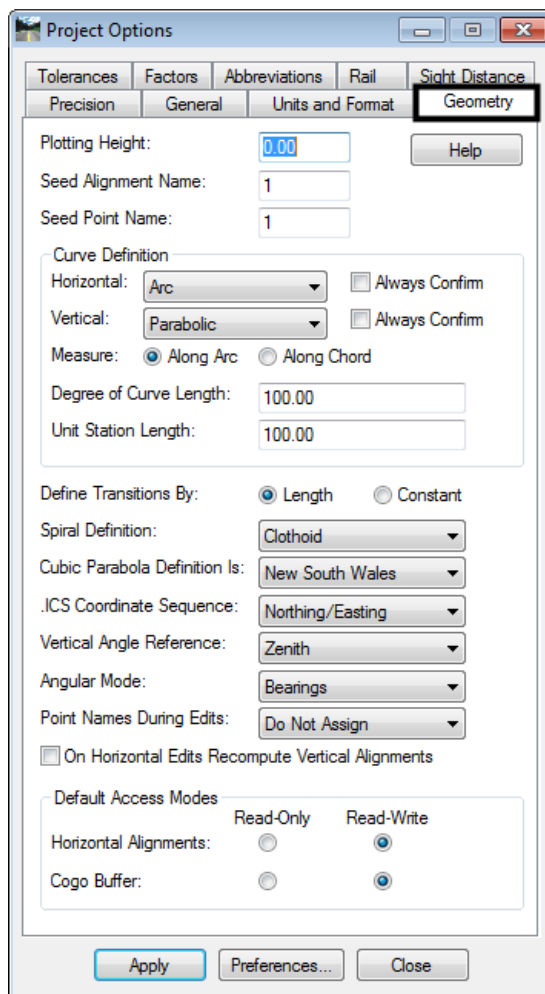 Project Options
Tolerances Factors Abbreviations Rail Sight Distance
Precision General Units and Format Geometry
Plotting Height: 0.00 Help
Seed Alignment Name: 1
Seed Point Name: 1
Curve Definition
Horizontal: Arc Always Confirm
Vertical: Parabolic Always Confirm
Measure: Along Arc Along Chord
Degree of Curve Length: 100.00
Unit Station Length: 100.00
Define Transitions By: Length Constant
Spiral Definition: Clothoid
Cubic Parabola Definition Is: New South Wales
.ICS Coordinate Sequence: Northing/Easting
Vertical Angle Reference: Zenith
Angular Mode: Bearings
Point Names During Edits: Do Not Assign
On Horizontal Edits Recompute Vertical Alignments
Default Access Modes
Read-Only Read-Write
Horizontal Alignments:
Cogo Buffer:
Apply Preferences... Close